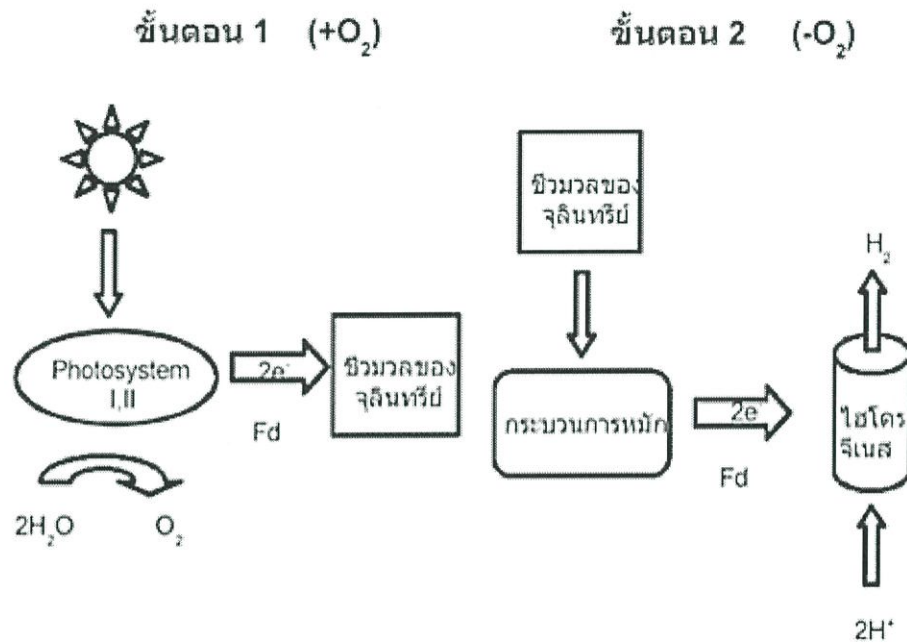 ขั้นตอน 1 (+O₂)
ขั้นตอน 2 (-O₂)
ชีวมวลของ
จุลินทรีย์
H₂
Photosystem
I,II
2e⁻
Fd
ชีวมวลของ
จุลินทรีย์
กระบวนการหมัก
2e⁻
Fd
ไฮโดร
จีเนส
2H₂O
O₂
2H⁺